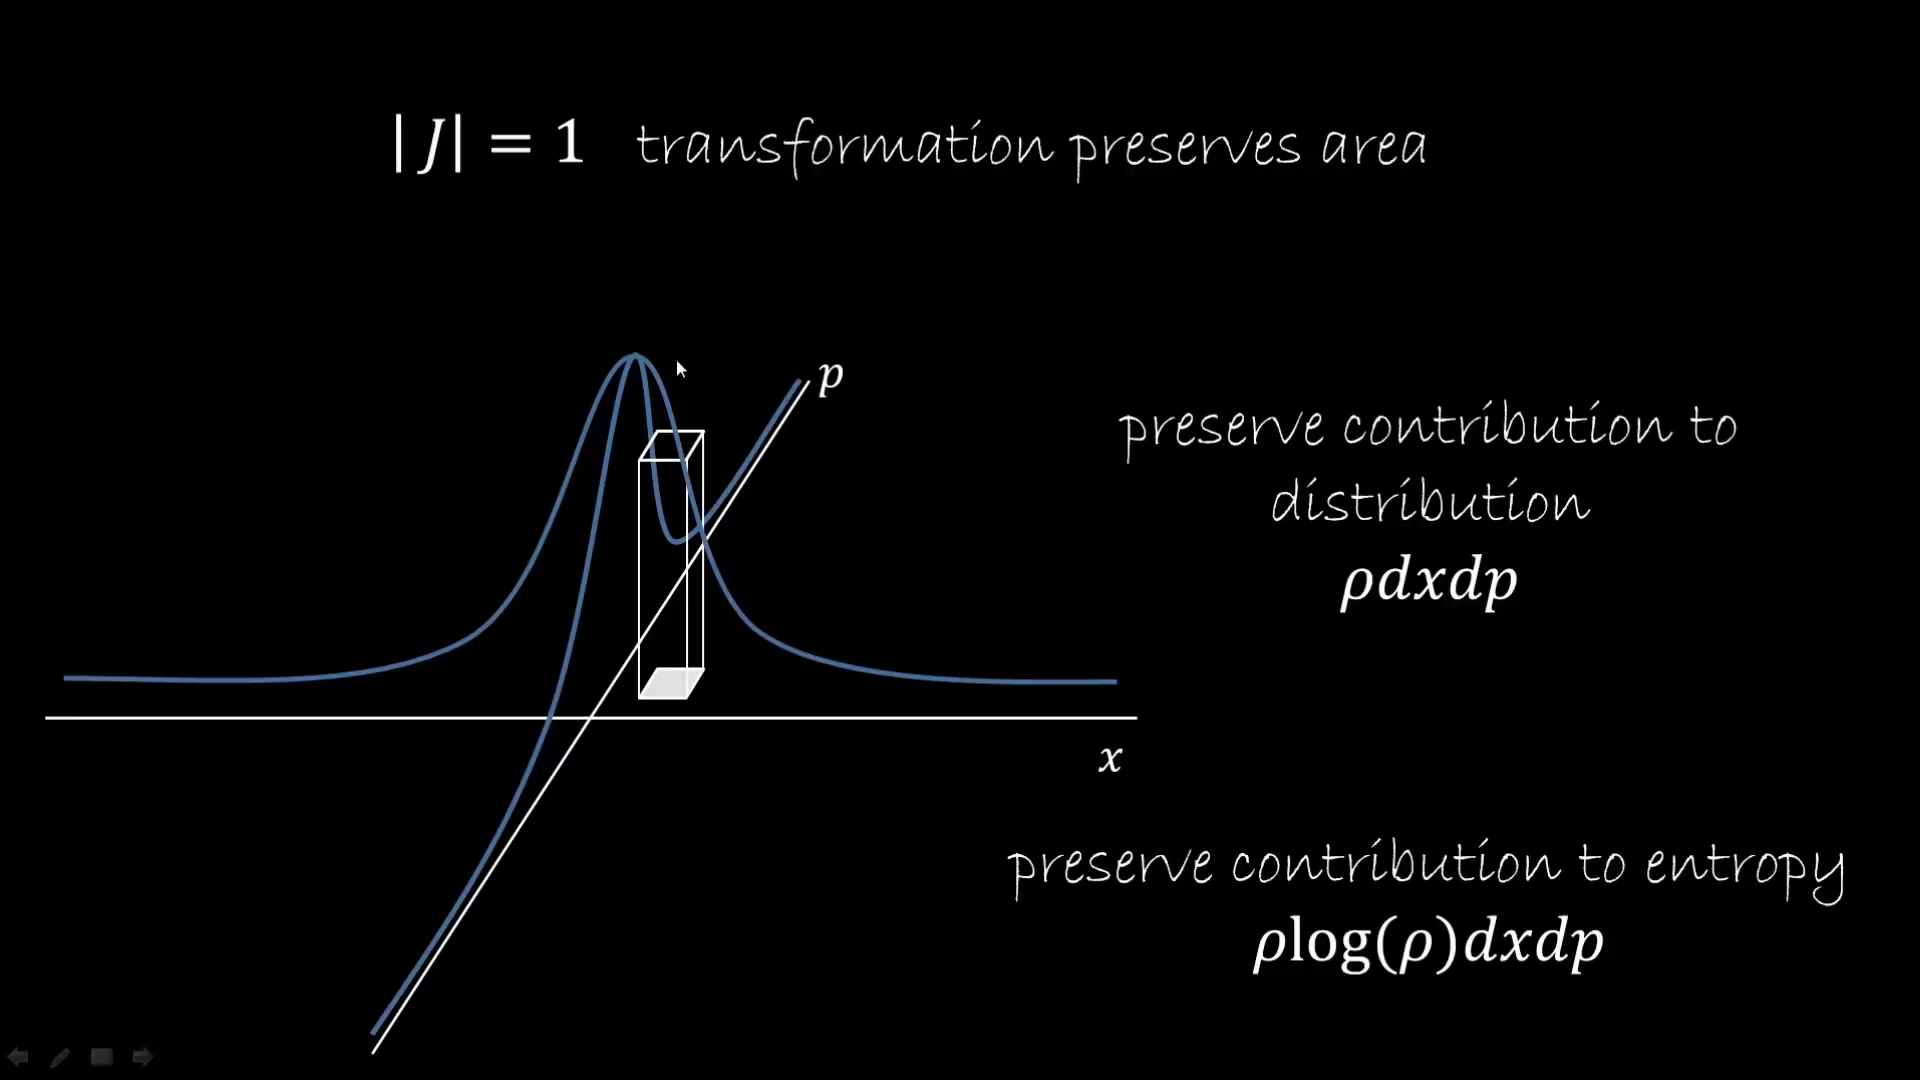 |J| = 1 transformation preserves area
p
preserve contribution to
distribution
ρdxdp
x
preserve contribution to entropy
ρlog(ρ)dxdp